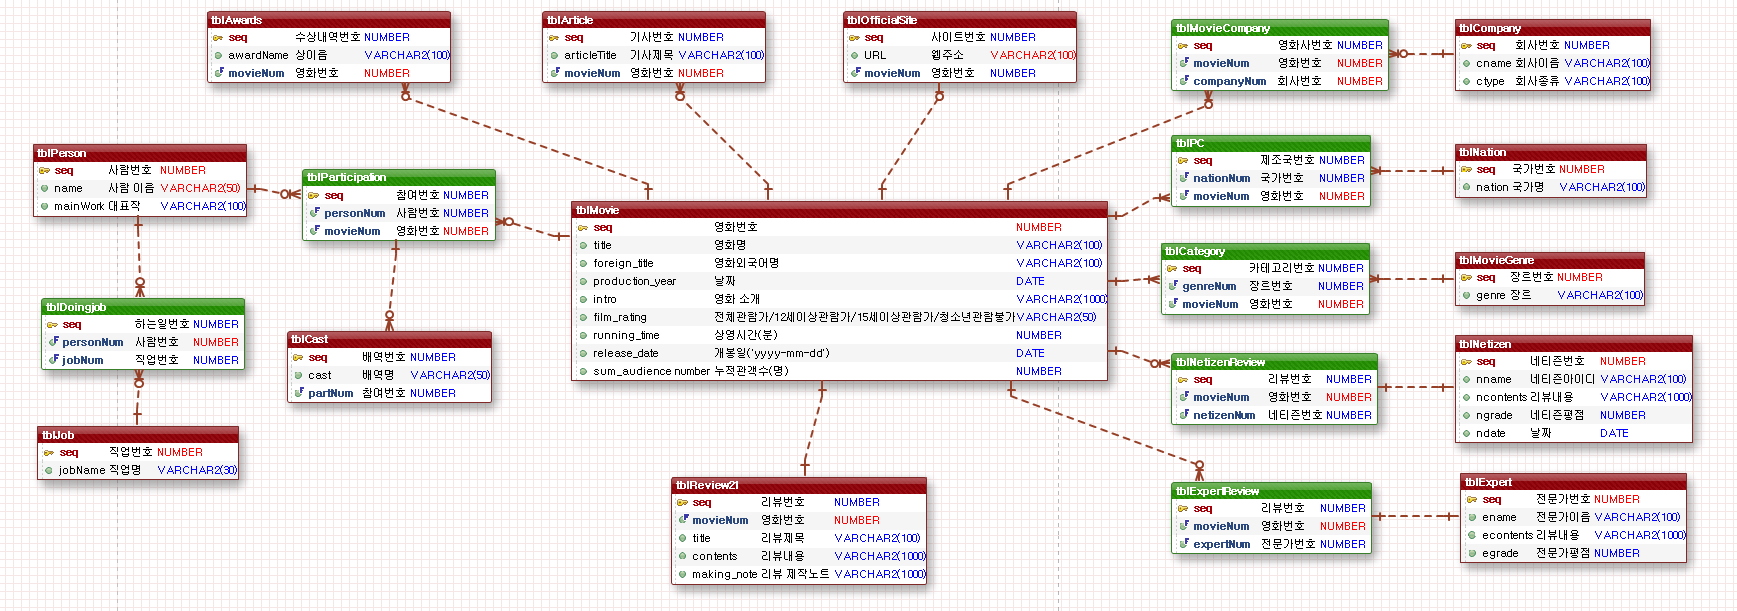 tblAwards
seq 수상내역번호 NUMBER
awardName 상이름 VARCHAR2(100)
movieNum 영화번호 NUMBER
tblArticle
seq 기사번호 NUMBER
articleTitle 기사제목 VARCHAR2(100)
movieNum 영화번호 NUMBER
tblOfficialSite
seq 사이트번호 NUMBER
URL 웹주소 VARCHAR2(100)
movieNum 영화번호 NUMBER
tblMovieCompany
seq 영화사번호 NUMBER
movieNum 영화번호 NUMBER
companyNum 회사번호 NUMBER
tblCompany
seq 회사번호 NUMBER
cname 회사이름 VARCHAR2(100)
ctype 회사종류 VARCHAR2(100)
tblPerson
seq 사람번호 NUMBER
name 사람 이름 VARCHAR2(50)
mainWork 대표작 VARCHAR2(100)
tblParticipation
seq 참여번호 NUMBER
personNum 사람번호 NUMBER
movieNum 영화번호 NUMBER
tblPC
seq 제조국번호 NUMBER
nationNum 국가번호 NUMBER
movieNum 영화번호 NUMBER
tblNation
seq 국가번호 NUMBER
nation 국가명 VARCHAR2(100)
tblMovie
seq 영화번호 NUMBER
title 영화명 VARCHAR2(100)
foreign_title 영화외국어명 VARCHAR2(100)
production_year 날짜 DATE
intro 영화 소개 VARCHAR2(1000)
film_rating 전체관람가/12세이상관람가/15세이상관람가/청소년관람불가 VARCHAR2(50)
running_time 상영시간(분) NUMBER
release_date 개봉일('yyyy-mm-dd') DATE
sum_audience number 누적관객수(명) NUMBER
tblCategory
seq 카테고리번호 NUMBER
genreNum 장르번호 NUMBER
movieNum 영화번호 NUMBER
tblMovieGenre
seq 장르번호 NUMBER
genre 장르 VARCHAR2(100)
tblDoingjob
seq 하는일번호 NUMBER
personNum 사람번호 NUMBER
jobNum 직업번호 NUMBER
tblCast
seq 배역번호 NUMBER
cast 배역명 VARCHAR2(50)
partNum 참여번호 NUMBER
tblNetizenReview
seq 리뷰번호 NUMBER
movieNum 영화번호 NUMBER
netizenNum 네티즌번호 NUMBER
tblNetizen
seq 네티즌번호 NUMBER
nname 네티즌아이디 VARCHAR2(100)
ncontents 리뷰내용 VARCHAR2(1000)
ngrade 네티즌평점 NUMBER
ndate 날짜 DATE
tblJob
seq 직업번호 NUMBER
jobName 직업명 VARCHAR2(30)
tblReview21
seq 리뷰번호 NUMBER
movieNum 영화번호 NUMBER
title 리뷰제목 VARCHAR2(100)
contents 리뷰내용 VARCHAR2(1000)
making_note 리뷰 제작노트 VARCHAR2(1000)
tblExpertReview
seq 리뷰번호 NUMBER
movieNum 영화번호 NUMBER
expertNum 전문가번호 NUMBER
tblExpert
seq 전문가번호 NUMBER
ename 전문가이름 VARCHAR2(100)
econtents 리뷰내용 VARCHAR2(1000)
egrade 전문가평점 NUMBER